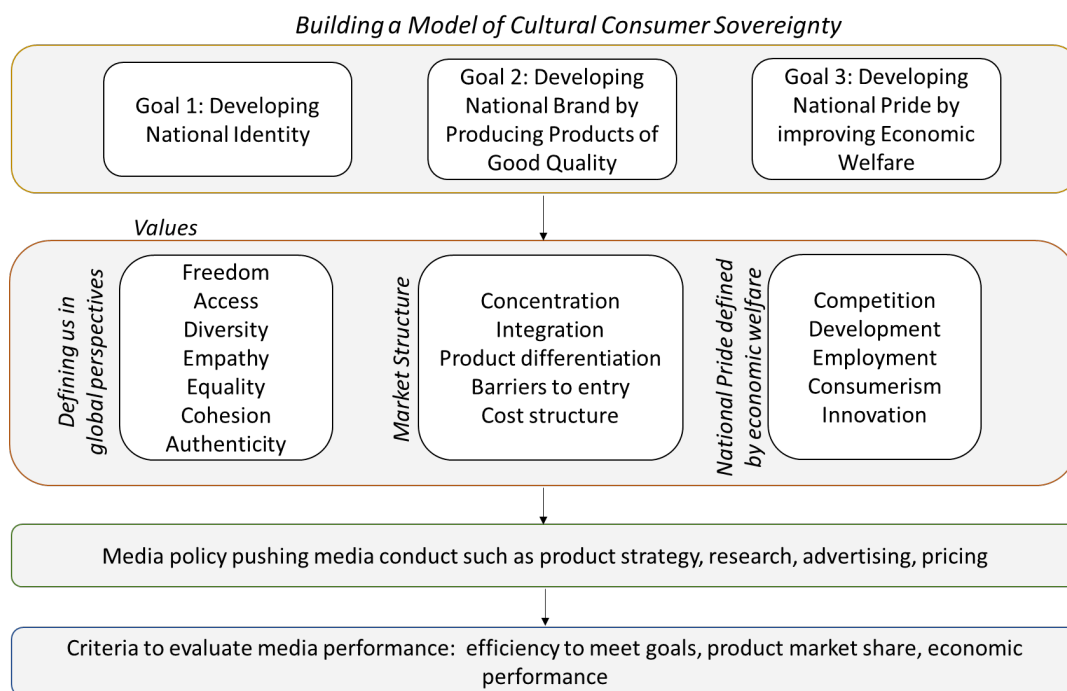 Building a Model of Cultural Consumer Sovereignty
Goal 1: Developing
National Identity
Goal 2: Developing
National Brand by
Producing Products of
Good Quality
Goal 3: Developing
National Pride by
improving Economic
Welfare
Values
Defining us in
global perspectives
Freedom
Access
Diversity
Empathy
Equality
Cohesion
Authenticity
Market Structure
Concentration
Integration
Product differentiation
Barriers to entry
Cost structure
National Pride defined
by economic welfare
Competition
Development
Employment
Consumerism
Innovation
Media policy pushing media conduct such as product strategy, research, advertising, pricing
Criteria to evaluate media performance:  efficiency to meet goals, product market share, economic
performance